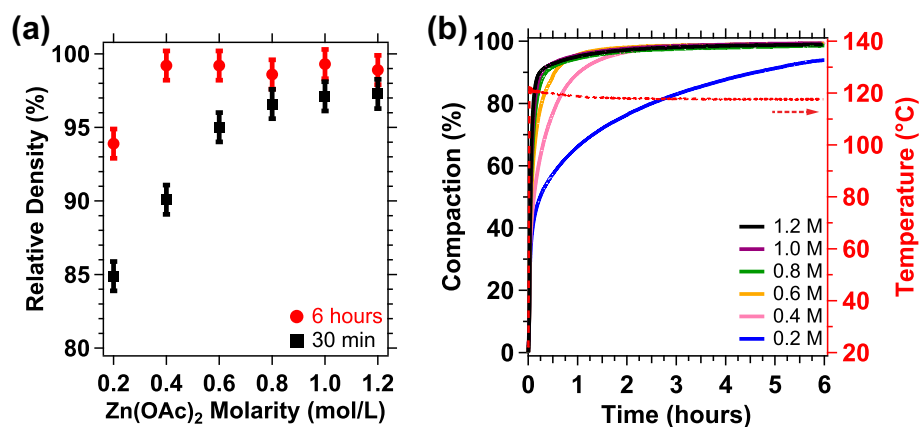 (a)
100
95
90
85
80
Relative Density (%)
6 hours
30 min
0.2 0.4 0.6 0.8 1.0 1.2
Zn(OAc)2 Molarity (mol/L)
(b)
100
80
60
40
20
0
Compaction (%)
1.2 M
1.0 M
0.8 M
0.6 M
0.4 M
0.2 M
0 1 2 3 4 5 6
Time (hours)
140
120
100
80
60
40
20
Temperature (°C)